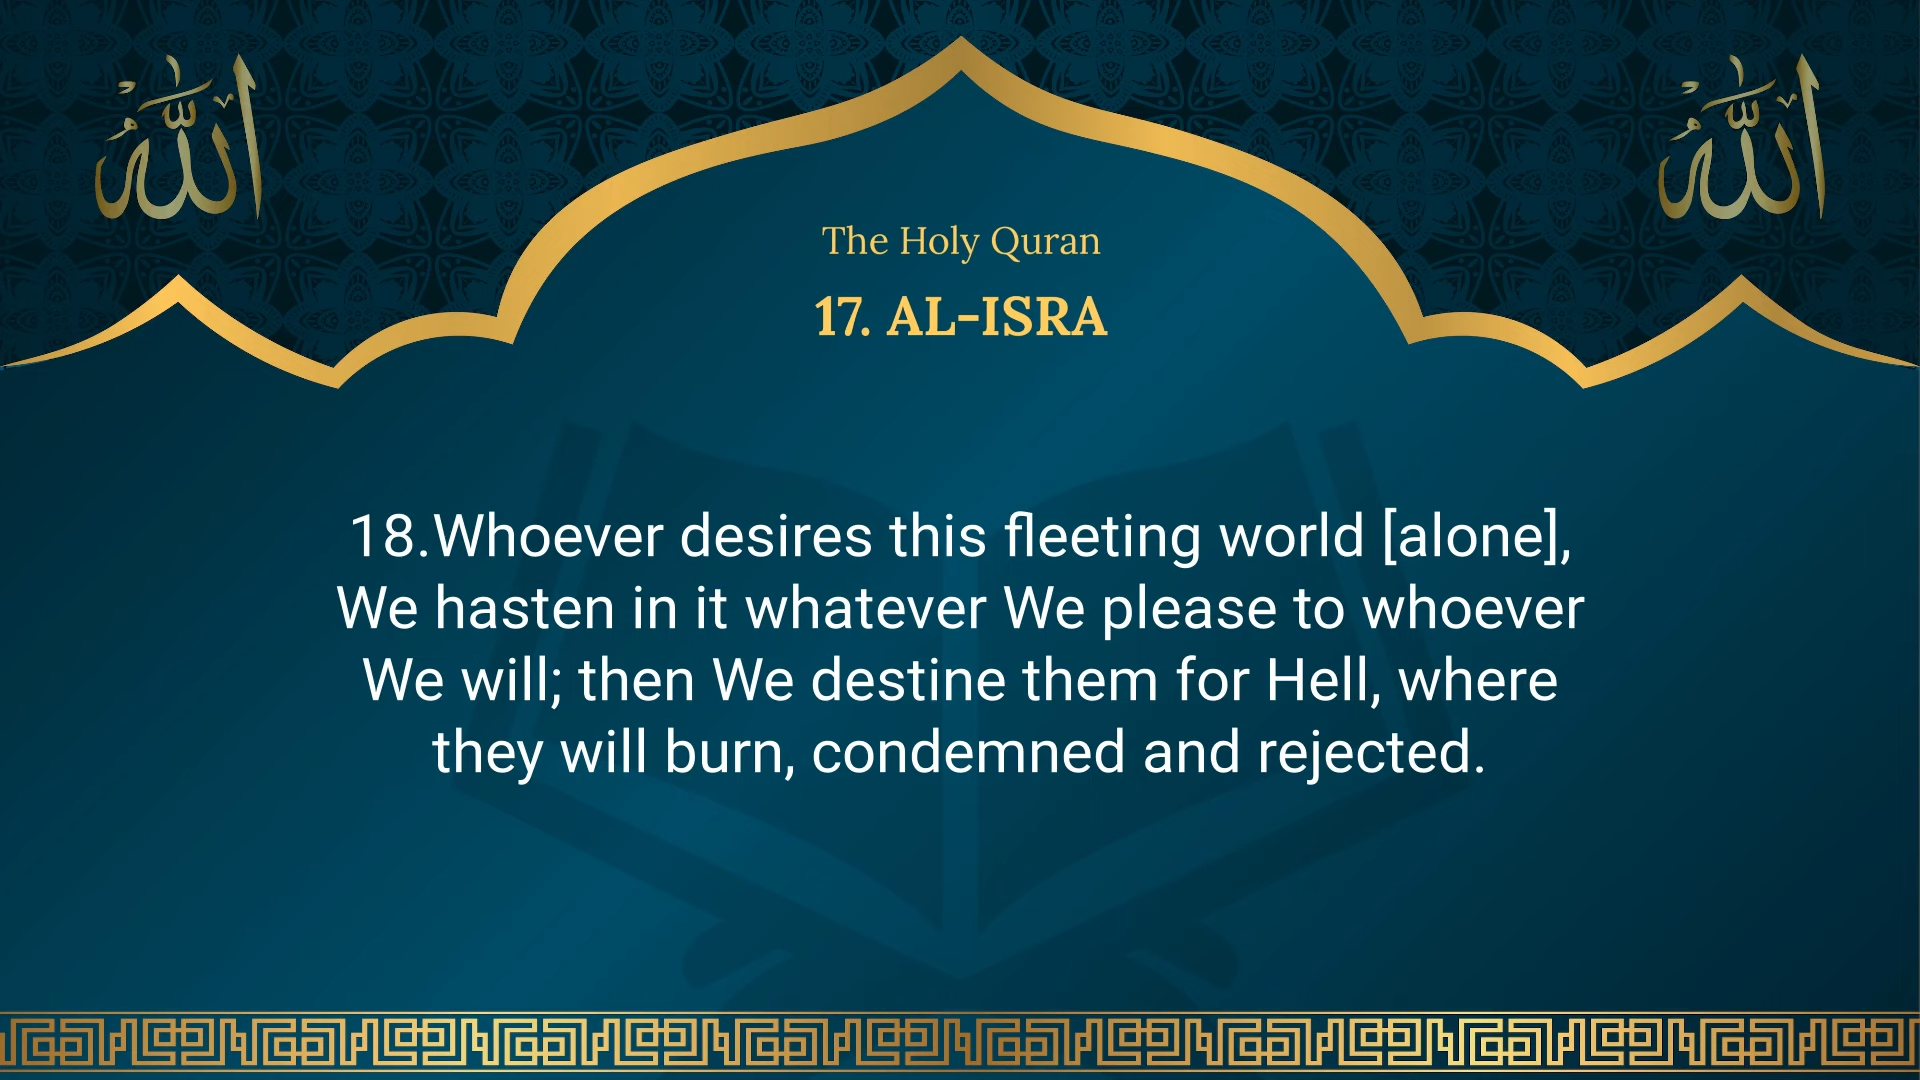 الله
الله
The Holy Quran
17. AL-ISRA
18.Whoever desires this fleeting world [alone],
We hasten in it whatever We please to whoever
We will; then We destine them for Hell, where
they will burn, condemned and rejected.